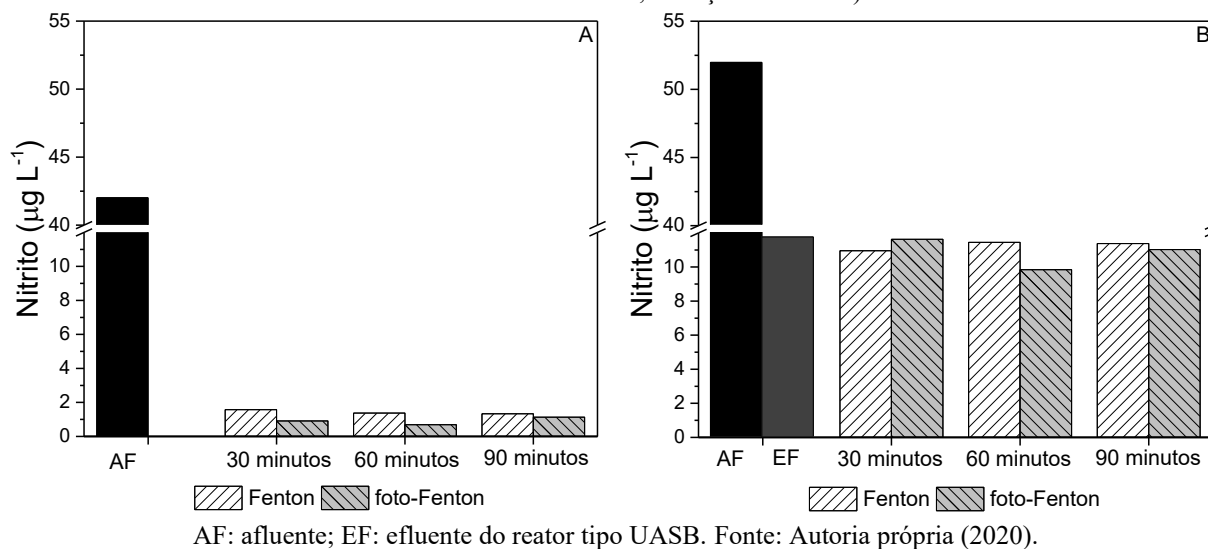 55
A
50
45
40
10
8
6
4
2
0
Nitrito (μg L⁻¹)
AF
30 minutos
60 minutos
90 minutos
Fenton
foto-Fenton
55
B
50
45
40
10
8
6
4
2
0
Nitrito (μg L⁻¹)
AF
EF
30 minutos
60 minutos
90 minutos
Fenton
foto-Fenton
AF: afluente; EF: efluente do reator tipo UASB. Fonte: Autoria própria (2020).